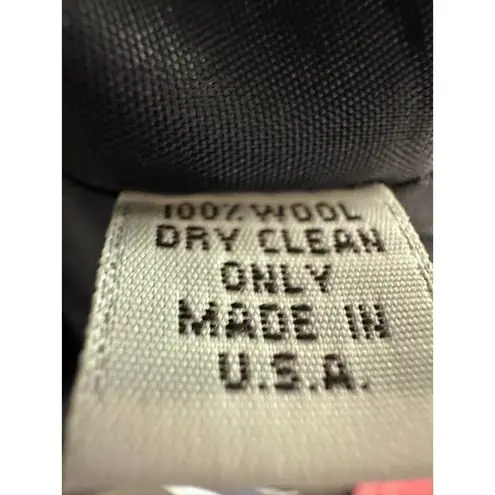 100% WOOL
DRY CLEAN
ONLY
MADE IN
U.S.A.